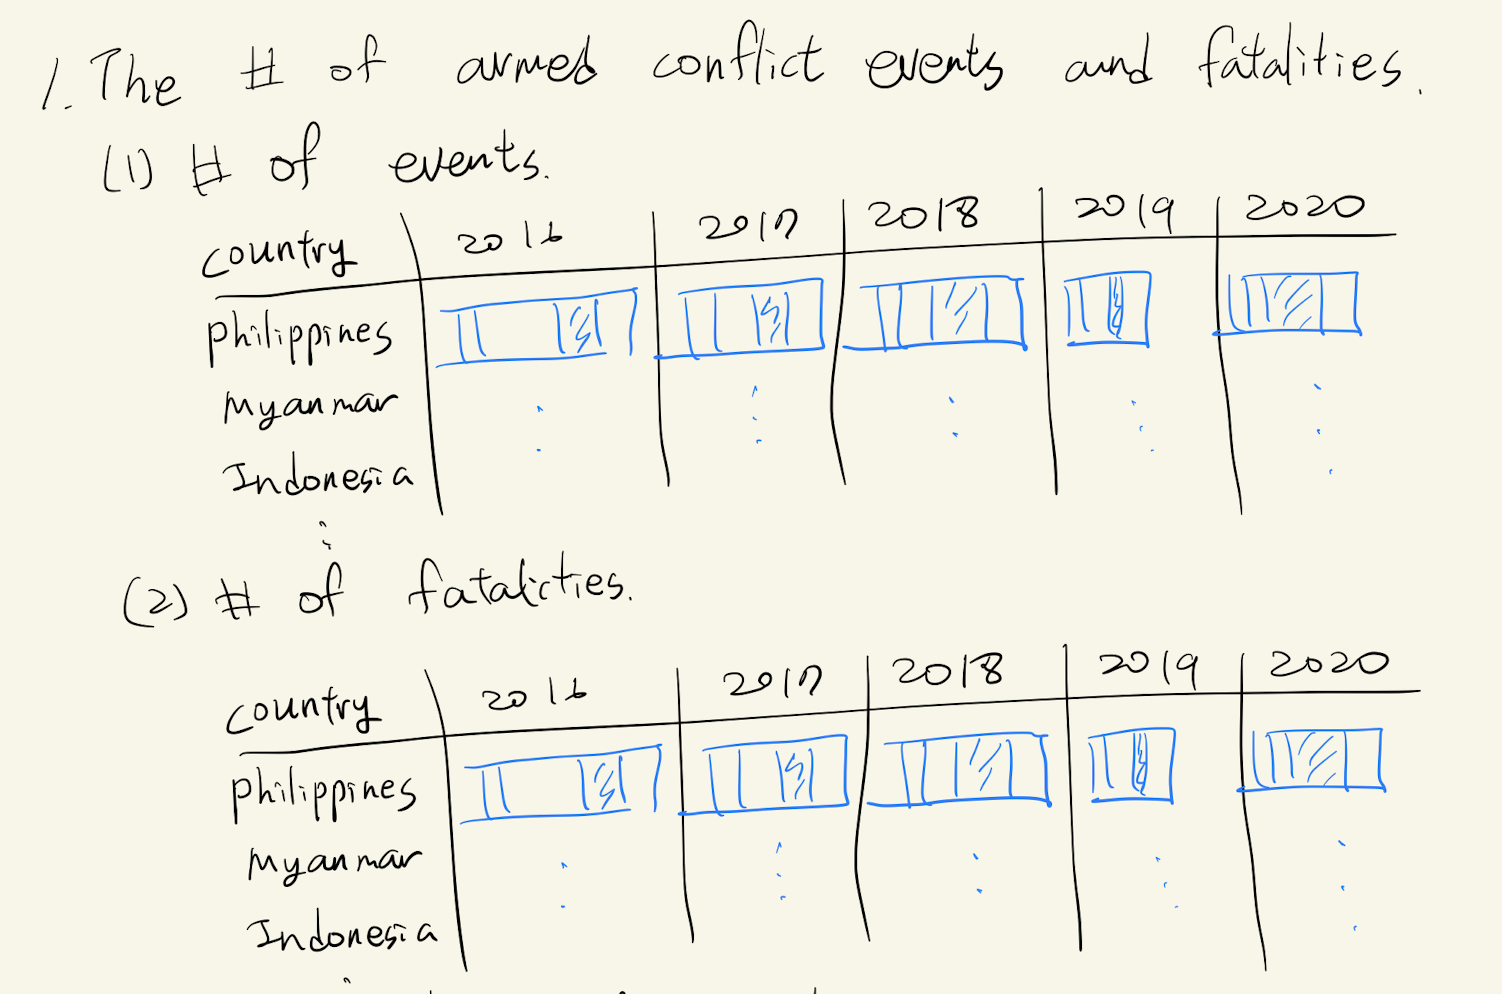 1. The # of armed conflict events and fatalities.
(1) # of events.
country 2016 2017 2018 2019 2020
Philippines
Myanmar
Indonesia
(2) # of fatalicties.
country 2016 2017 2018 2019 2020
Philippines
Myanmar
Indonesia